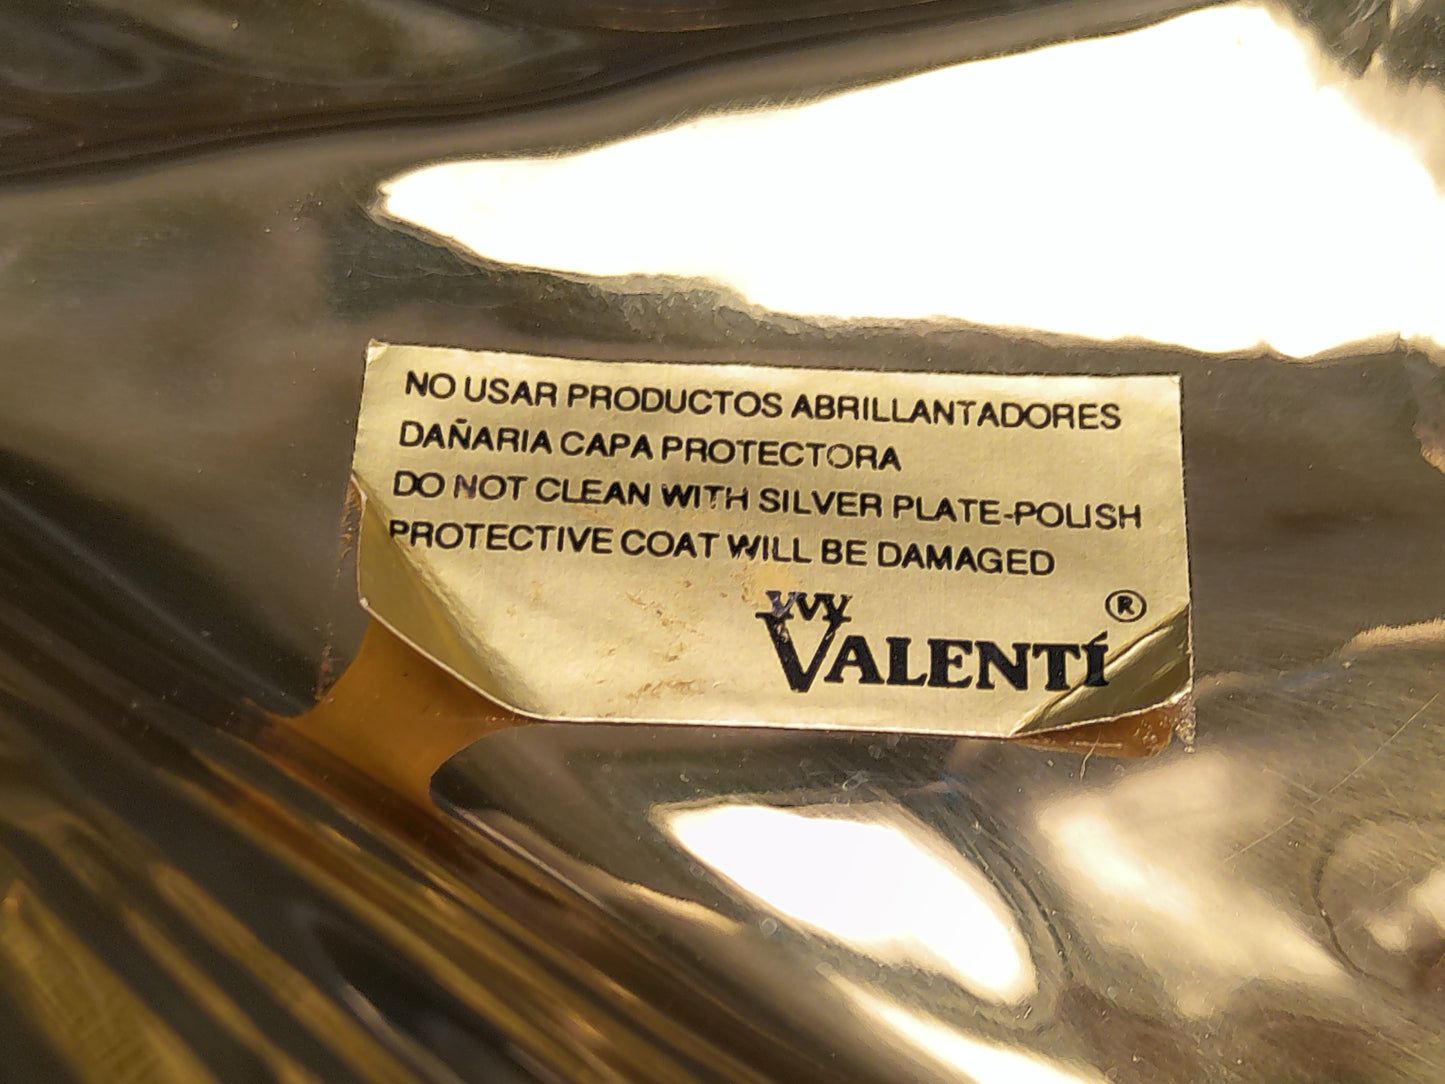 NO USAR PRODUCTOS ABRILLANTADORES
DAÑARIA CAPA PROTECTORA
DO NOT CLEAN WITH SILVER PLATE-POLISH
PROTECTIVE COAT WILL BE DAMAGED
VVV ®
VALENTÍ